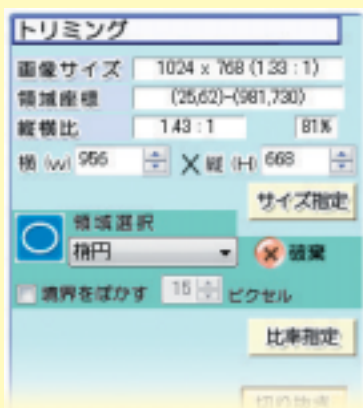 トリミング
画像サイズ 1024 x 768 (1.33 : 1)
領域座標 (25,62)-(981,730)
縦横比 1.43 : 1 81%
横 (W) 956 X 縦 (H) 668
サイズ指定
領域選択
楕円 破棄
境界をぼかす 15 ピクセル
比率指定